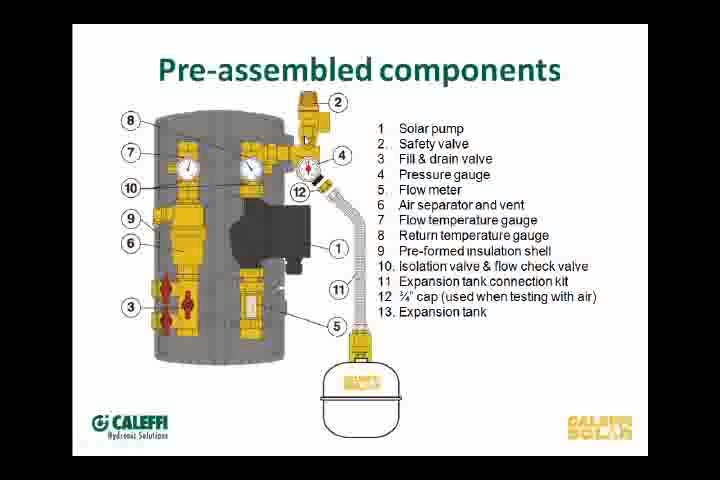 Pre-assembled components
8
2
7
4
10
12
9
6
1
11
3
5
1 Solar pump
2. Safety valve
3 Fill & drain valve
4 Pressure gauge
5 Flow meter
6 Air separator and vent
7 Flow temperature gauge
8 Return temperature gauge
9 Pre-formed insulation shell
10. Isolation valve & flow check valve
11 Expansion tank connection kit
12 ¾" cap (used when testing with air)
13. Expansion tank
CALEFFI
SOLAR
CALEFFI
Hydronic Solutions
CALEFFI
SOLAR